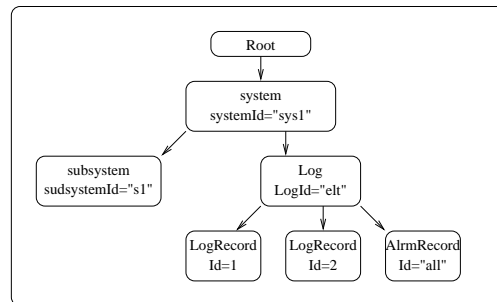 Root
system
systemId="sys1"
subsystem
sudsystemId="s1"
Log
LogId="elt"
LogRecord
Id=1
LogRecord
Id=2
AlrmRecord
Id="all"